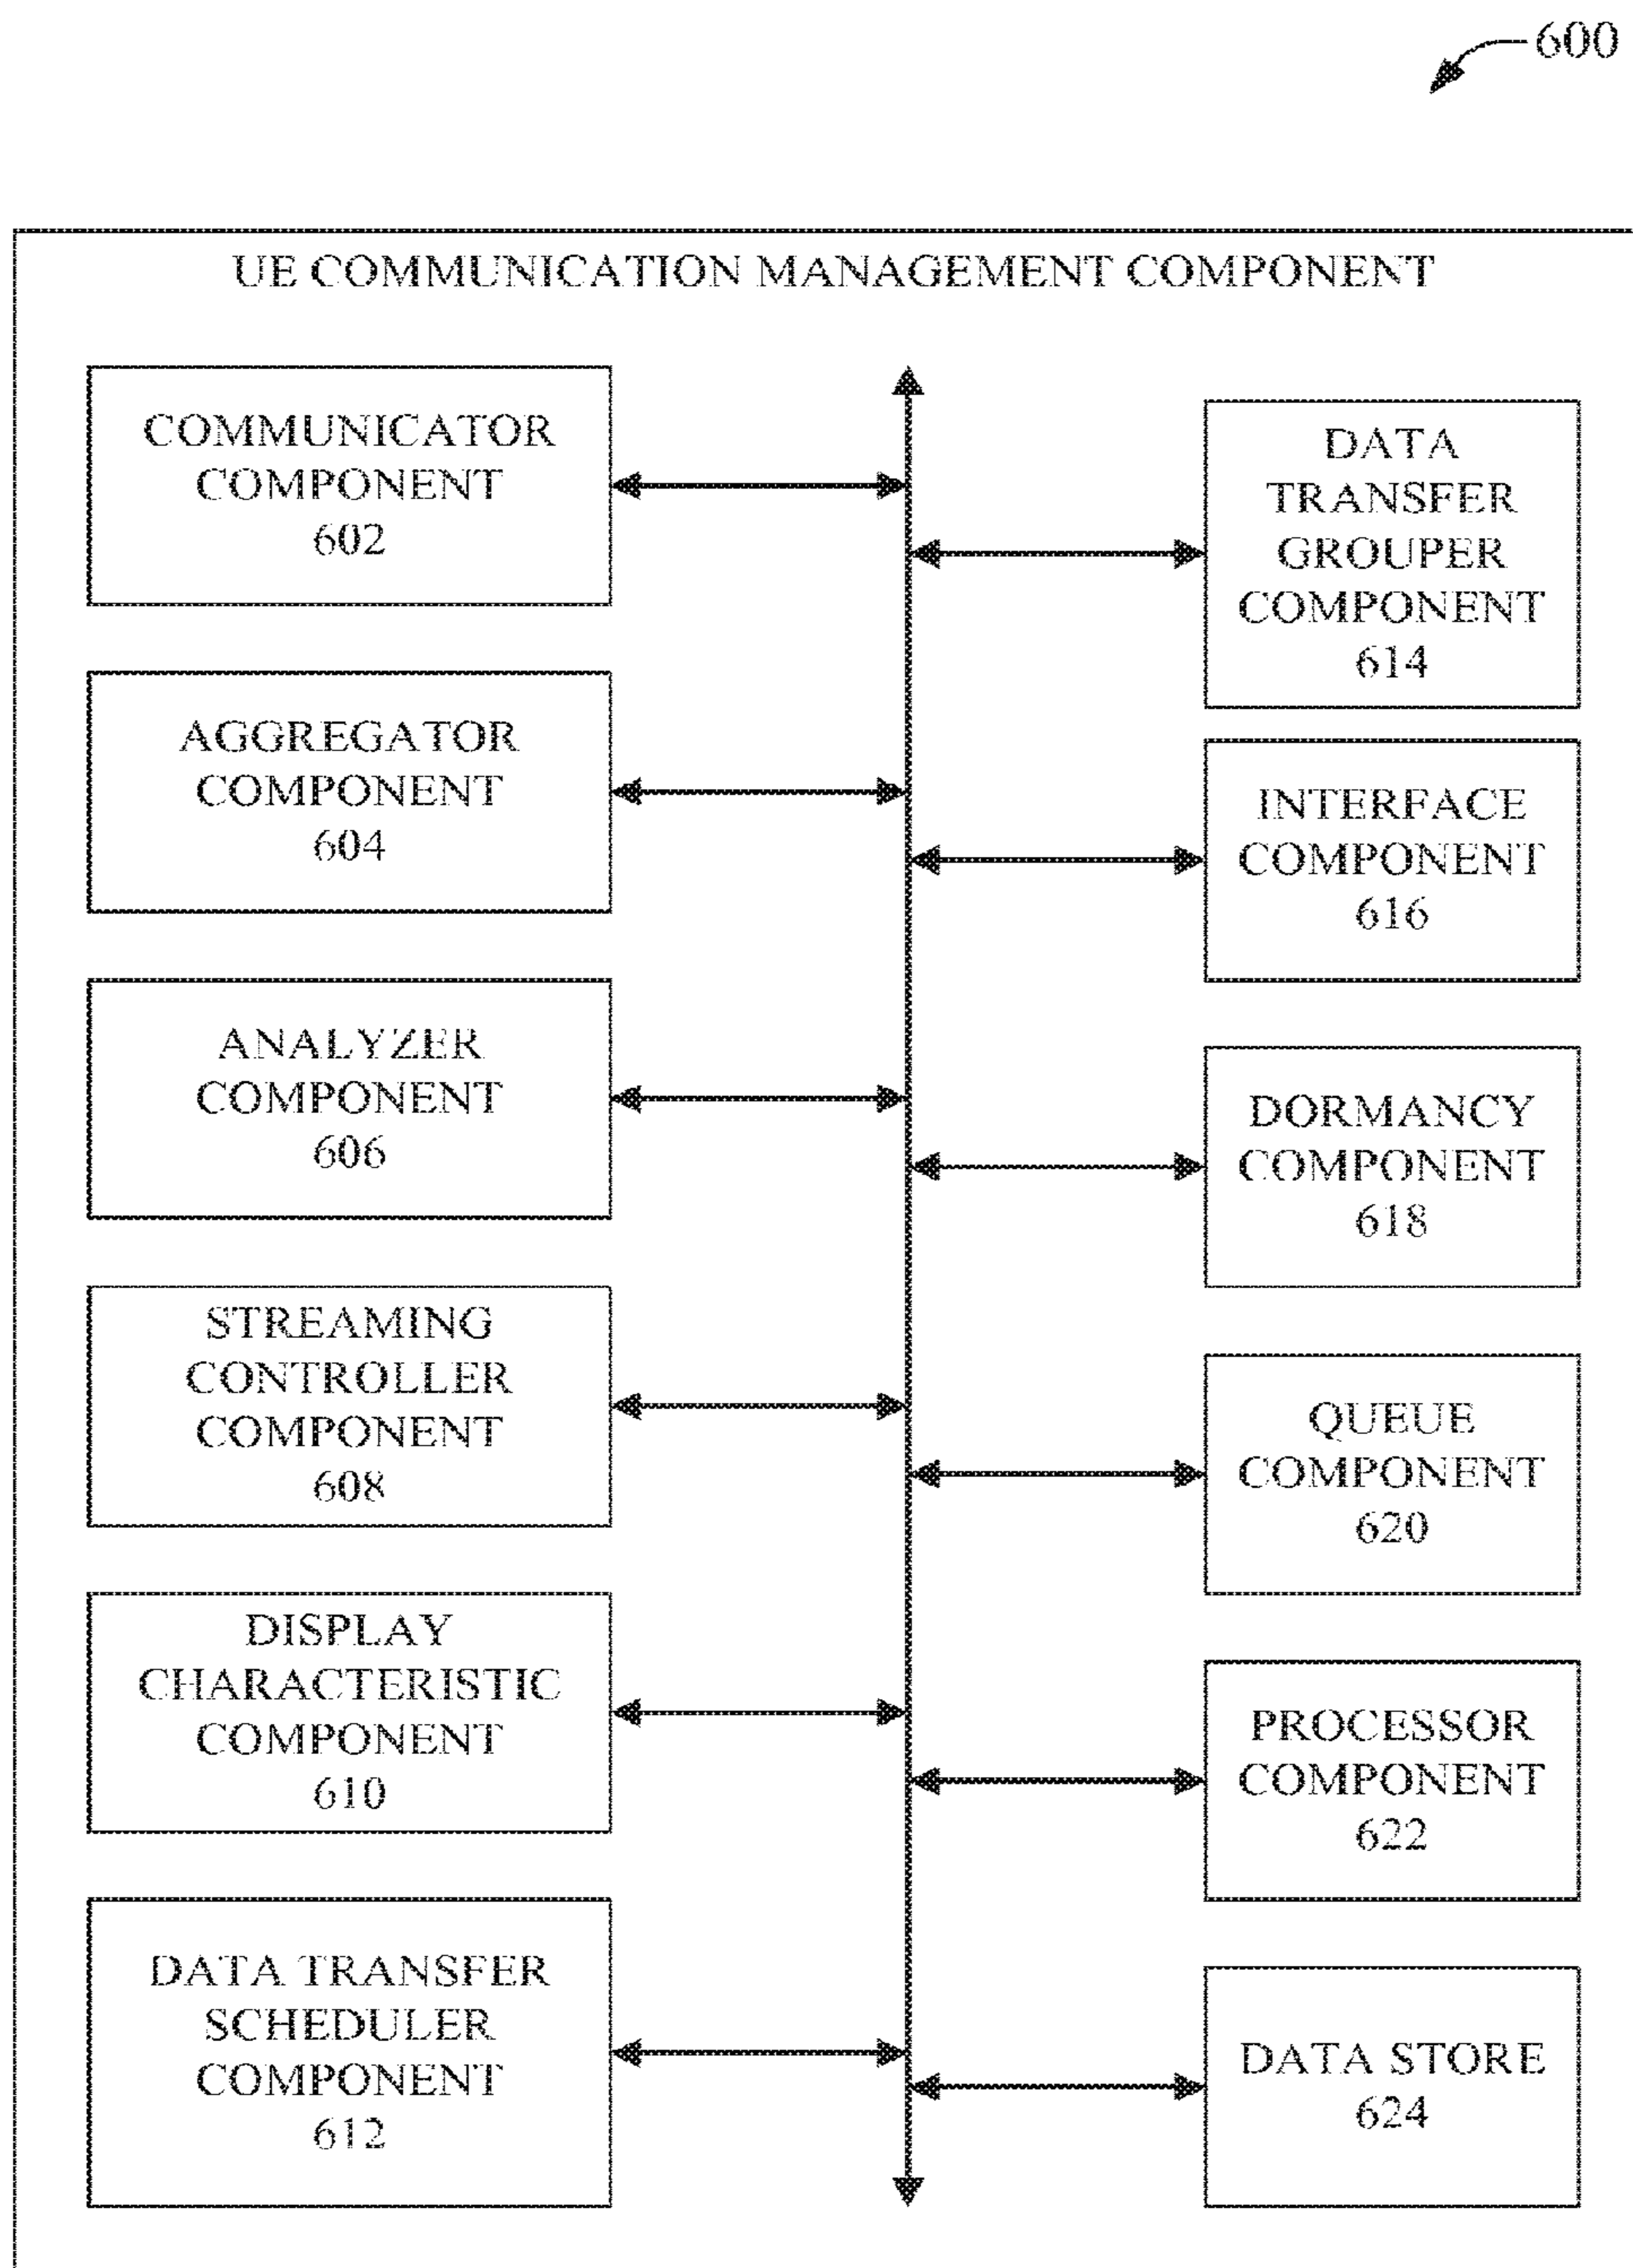 600
UE COMMUNICATION MANAGEMENT COMPONENT
COMMUNICATOR
COMPONENT
602
AGGREGATOR
COMPONENT
604
ANALYZER
COMPONENT
606
STREAMING
CONTROLLER
COMPONENT
608
DISPLAY
CHARACTERISTIC
COMPONENT
610
DATA TRANSFER
SCHEDULER
COMPONENT
612
DATA
TRANSFER
GROUPER
COMPONENT
614
INTERFACE
COMPONENT
616
DORMANCY
COMPONENT
618
QUEUE
COMPONENT
620
PROCESSOR
COMPONENT
622
DATA STORE
624